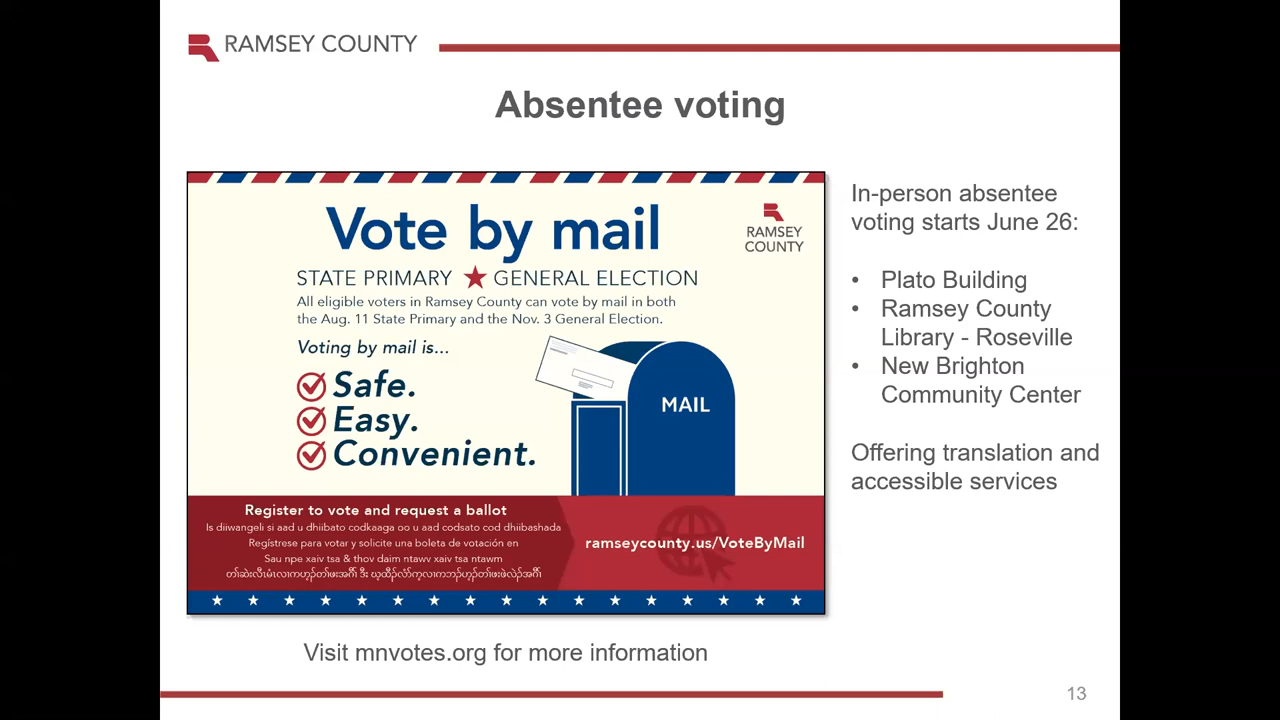 RAMSEY COUNTY
Absentee voting
Vote by mail
RAMSEY
COUNTY
STATE PRIMARY ★ GENERAL ELECTION
All eligible voters in Ramsey County can vote by mail in both
the Aug. 11 State Primary and the Nov. 3 General Election.
Voting by mail is...
Safe.
Easy.
Convenient.
MAIL
Register to vote and request a ballot
Is diiwangeli si aad u dhiibato codkaaga oo u aad codsato cod dhiibashada
Regístrese para votar y solicite una boleta de votación en
Sau npe xaiv tsa & thov daim ntawv xaiv tsa ntawm
ramseycounty.us/VoteByMail
In-person absentee
voting starts June 26:
• Plato Building
• Ramsey County
Library - Roseville
• New Brighton
Community Center
Offering translation and
accessible services
Visit mnvotes.org for more information
13